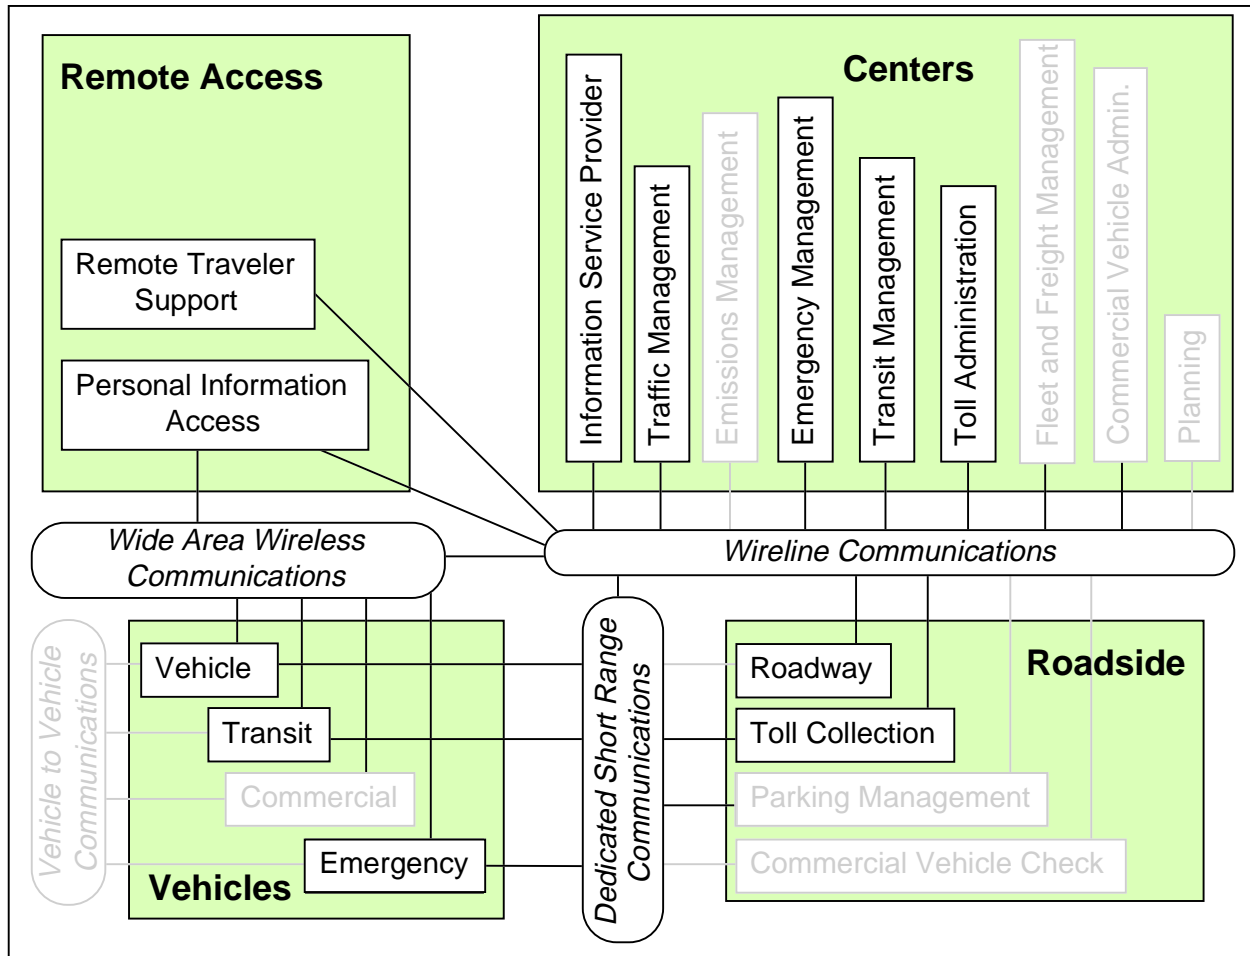 Remote Access
Remote Traveler
Support
Personal Information
Access
Centers
Information Service Provider
Traffic Management
Emissions Management
Emergency Management
Transit Management
Toll Administration
Fleet and Freight Management
Commercial Vehicle Admin.
Planning
Wide Area Wireless
Communications
Wireline Communications
Vehicle to Vehicle
Communications
Vehicle
Transit
Commercial
Emergency
Vehicles
Dedicated Short Range
Communications
Roadside
Roadway
Toll Collection
Parking Management
Commercial Vehicle Check